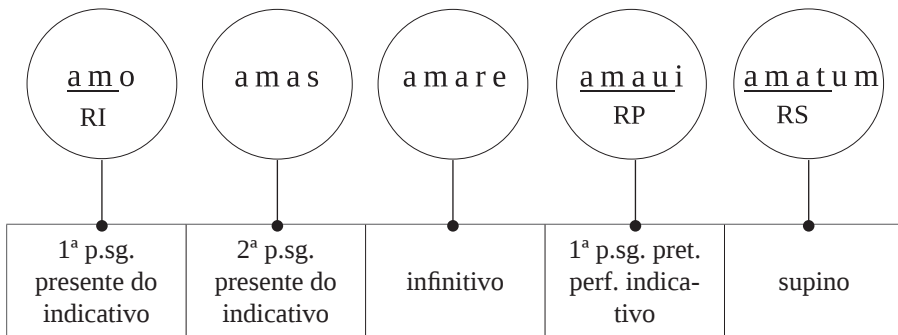 amo
RI
amas
amare
amaui
RP
amatum
RS
1ª p.sg.
presente do
indicativo
2ª p.sg.
presente do
indicativo
infinitivo
1ª p.sg. pret.
perf. indica-
tivo
supino